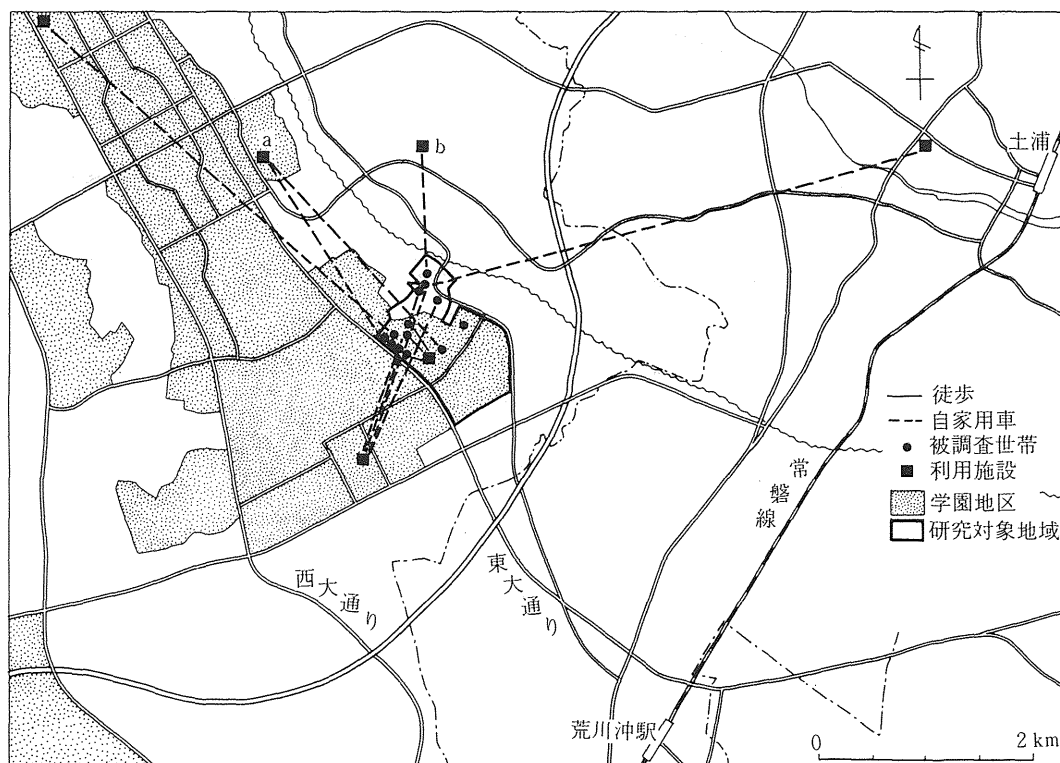 a
b
土浦
徒歩
自家用車
被調査世帯
利用施設
学園地区
研究対象地域
常磐線
西大通り
東大通り
荒川沖駅
0 2 km